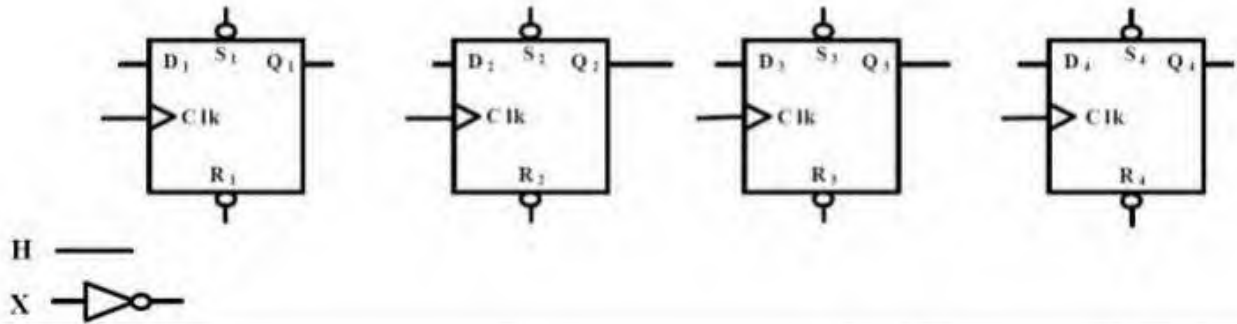 D₁ S₁ Q₁
Clk
R₁
D₂ S₂ Q₂
Clk
R₂
D₃ S₃ Q₃
Clk
R₃
D₄ S₄ Q₄
Clk
R₄
H
X